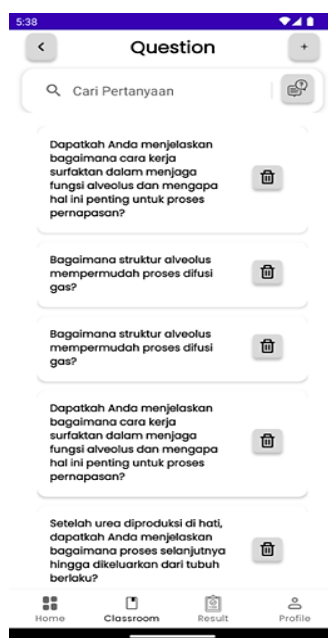 5:38
Question
Cari Pertanyaan
Dapatkah Anda menjelaskan
bagaimana cara kerja
surfaktan dalam menjaga
fungsi alveolus dan mengapa
hal ini penting untuk proses
pernapasan?
Bagaimana struktur alveolus
mempermudah proses difusi
gas?
Bagaimana struktur alveolus
mempermudah proses difusi
gas?
Dapatkah Anda menjelaskan
bagaimana cara kerja
surfaktan dalam menjaga
fungsi alveolus dan mengapa
hal ini penting untuk proses
pernapasan?
Setelah urea diproduksi di hati,
dapatkah Anda menjelaskan
bagaimana proses selanjutnya
hingga dikeluarkan dari tubuh
berlaku?
Home Classroom Result Profile